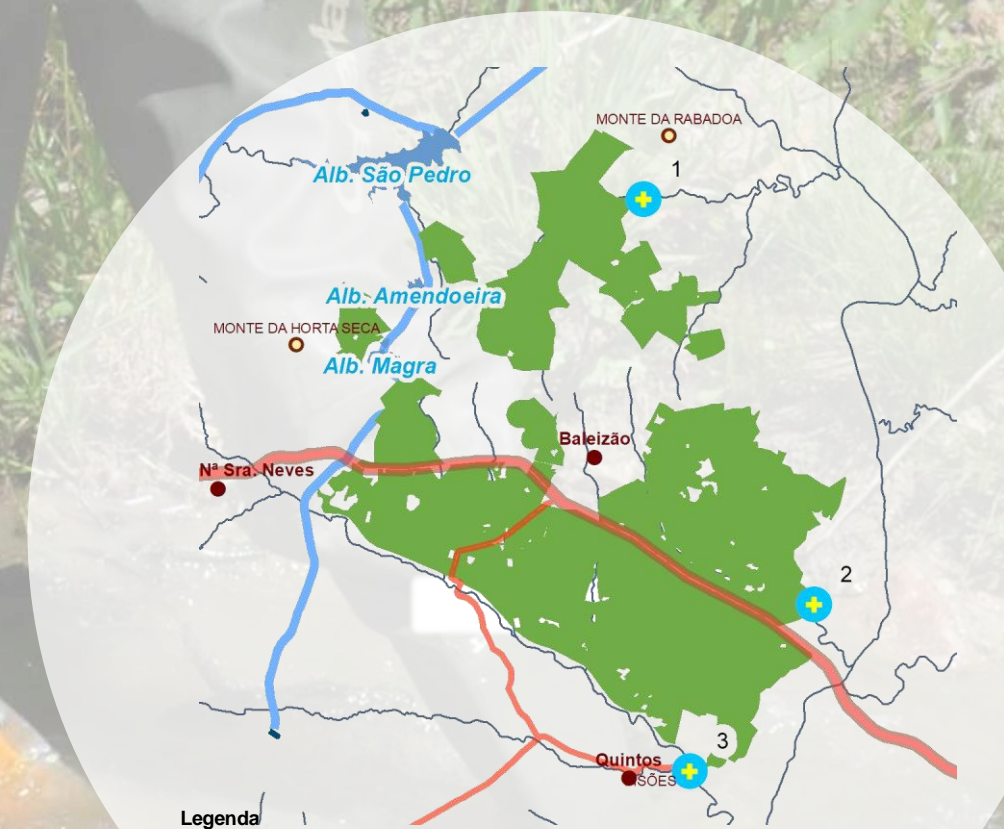 MONTE DA RABADOA
1
Alb. São Pedro
Alb. Amendoeira
MONTE DA HORTA SECA
Alb. Magra
Baleizão
Nª Sra. Neves
2
3
Quintos
Legenda